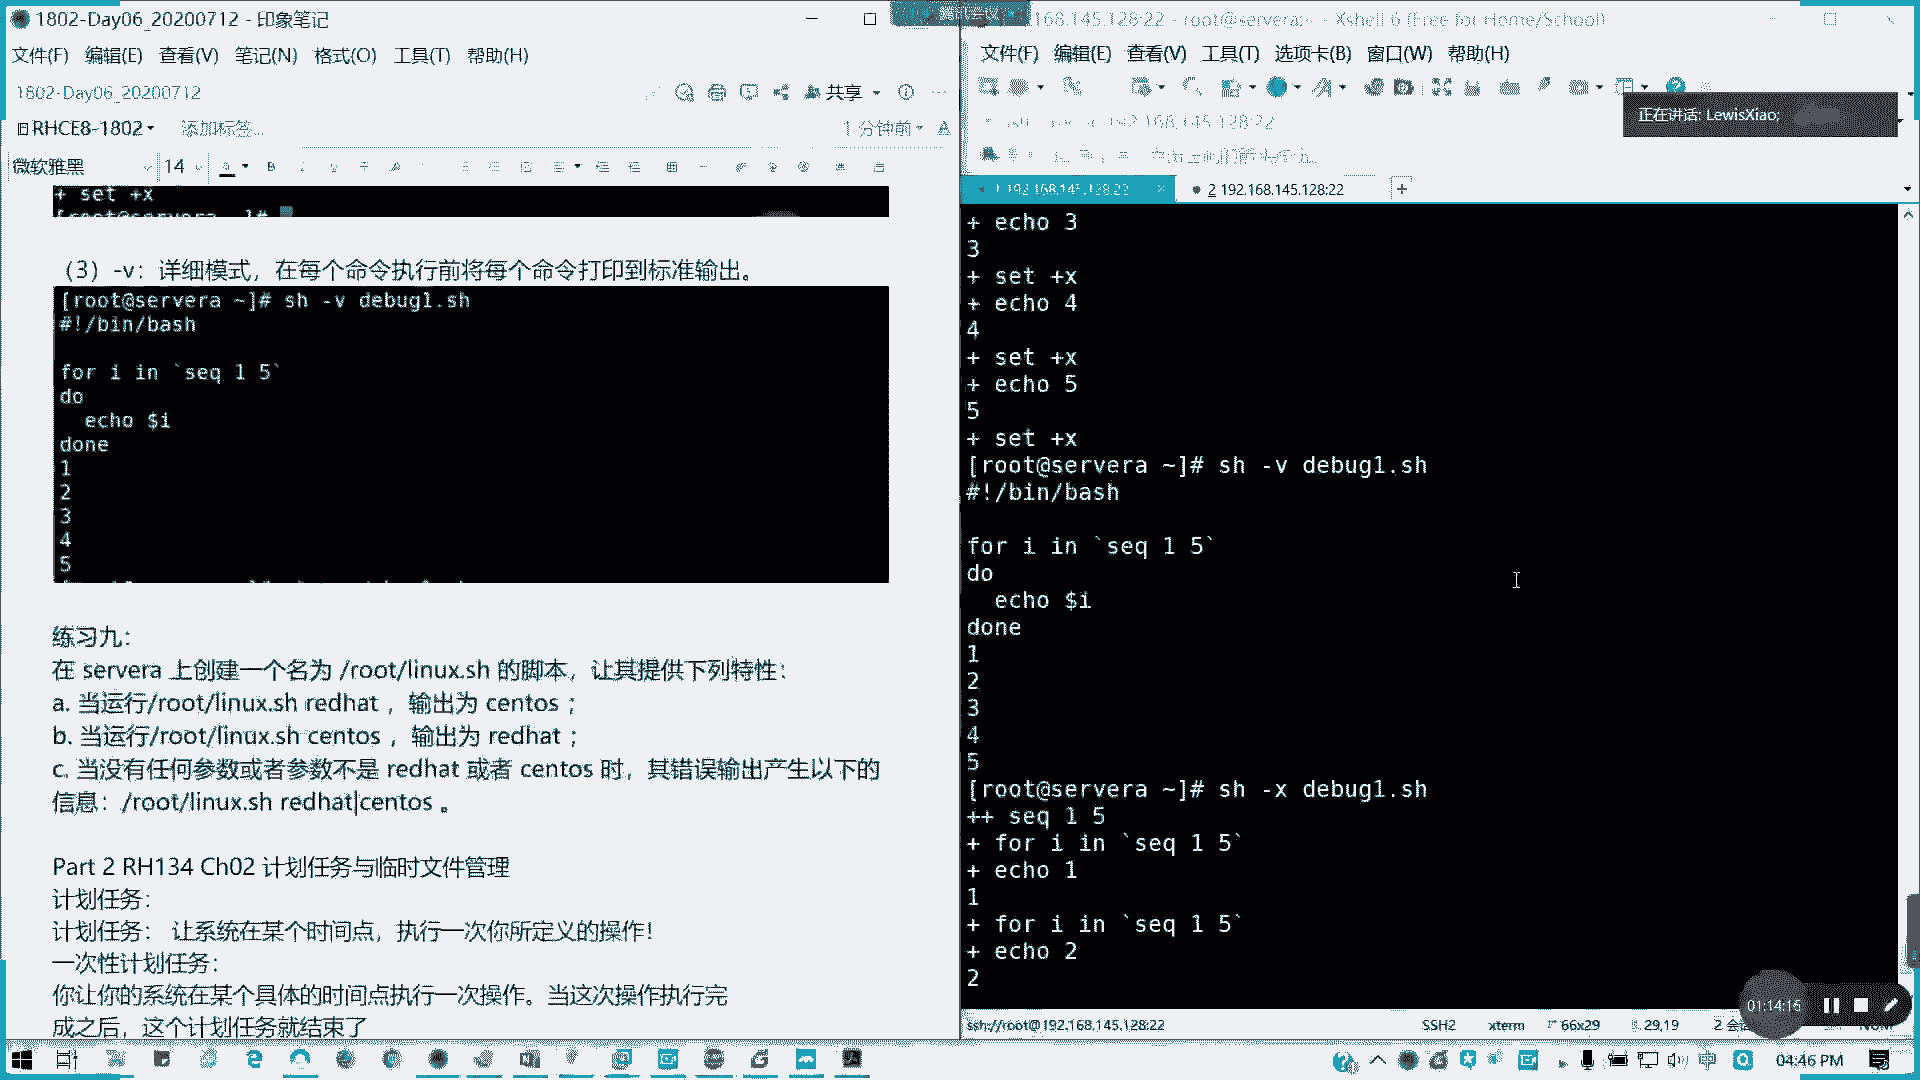 1802-Day06_20200712 - 印象笔记
文件(F) 编辑(E) 查看(V) 笔记(N) 格式(O) 工具(T) 帮助(H)
1802-Day06_20200712
共享
RHCE8-1802
添加标签...
1 分钟前
微软雅黑
14
+ set +x
[root@servera ~]#
（3）-v：详细模式，在每个命令执行前将每个命令打印到标准输出。
[root@servera ~]# sh -v debug1.sh
#!/bin/bash
for i in `seq 1 5`
do
echo $i
done
1
2
3
4
5
练习九：
在 servera 上创建一个名为 /root/linux.sh 的脚本，让其提供下列特性：
a. 当运行/root/linux.sh redhat ，输出为 centos ；
b. 当运行/root/linux.sh centos ，输出为 redhat ；
c. 当没有任何参数或者参数不是 redhat 或者 centos 时，其错误输出产生以下的
信息：/root/linux.sh redhat|centos 。
Part 2 RH134 Ch02 计划任务与临时文件管理
计划任务：
计划任务： 让系统在某个时间点，执行一次你所定义的操作！
一次性计划任务：
你让你的系统在某个具体的时间点执行一次操作。当这次操作执行完
成之后，这个计划任务就结束了
168.145.128:22 - root@servera:~ - Xshell 6 (Free for Home/School)
文件(F) 编辑(E) 查看(V) 工具(T) 选项卡(B) 窗口(W) 帮助(H)
正在讲话: LewisXiao;
1 192.168.145.128:22
2 192.168.145.128:22
+ echo 3
3
+ set +x
+ echo 4
4
+ set +x
+ echo 5
5
+ set +x
[root@servera ~]# sh -v debug1.sh
#!/bin/bash
for i in `seq 1 5`
do
echo $i
done
1
2
3
4
5
[root@servera ~]# sh -x debug1.sh
++ seq 1 5
+ for i in `seq 1 5`
+ echo 1
1
+ for i in `seq 1 5`
+ echo 2
2
01:14:15
ssh://root@192.168.145.128:22
SSH2
xterm
66x29
29,19
2 会
NUM
中
04:46 PM